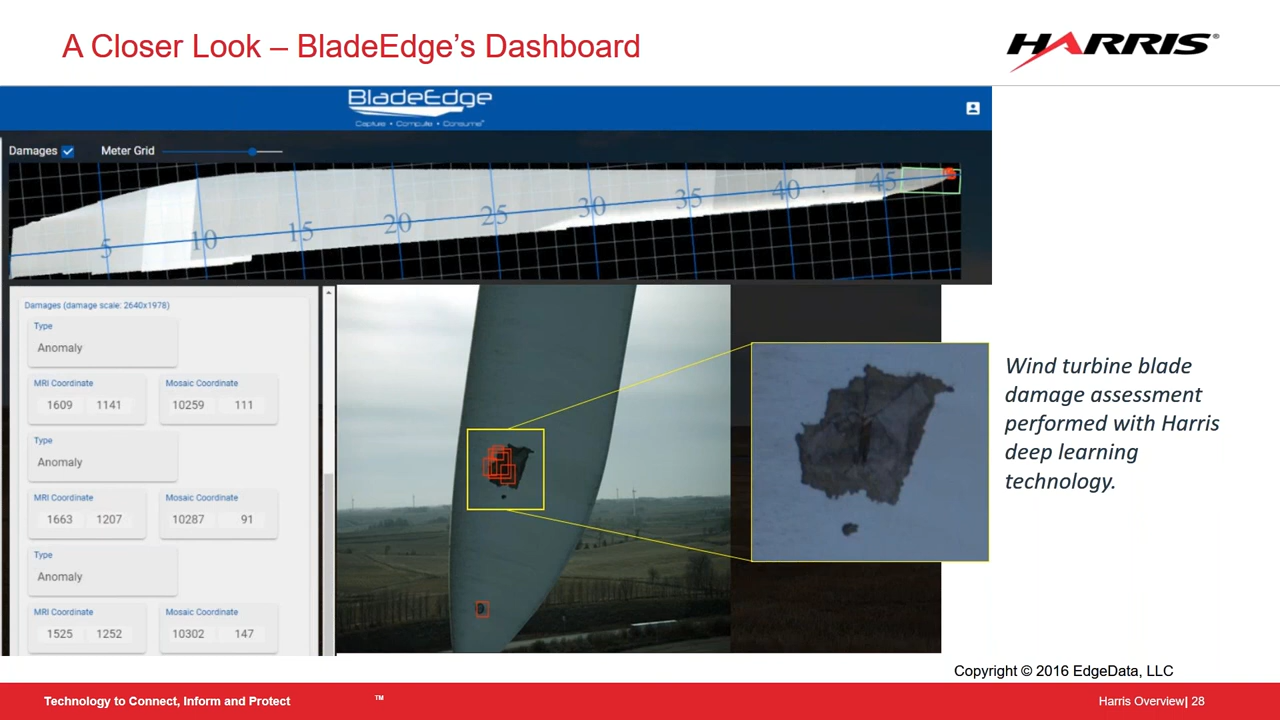 A Closer Look – BladeEdge's Dashboard
HARRIS®
BladeEdge
Capture • Compute • Consume™
Damages
Meter Grid
5 10 15 20 25 30 35 40 45
Damages (damage scale: 2640x1978)
Type
Anomaly
MRI Coordinate Mosaic Coordinate
1609 1141 10259 111
Type
Anomaly
MRI Coordinate Mosaic Coordinate
1663 1207 10287 91
Type
Anomaly
MRI Coordinate Mosaic Coordinate
1525 1252 10302 147
Wind turbine blade
damage assessment
performed with Harris
deep learning
technology.
Copyright © 2016 EdgeData, LLC
Technology to Connect, Inform and Protect ™
Harris Overview| 28